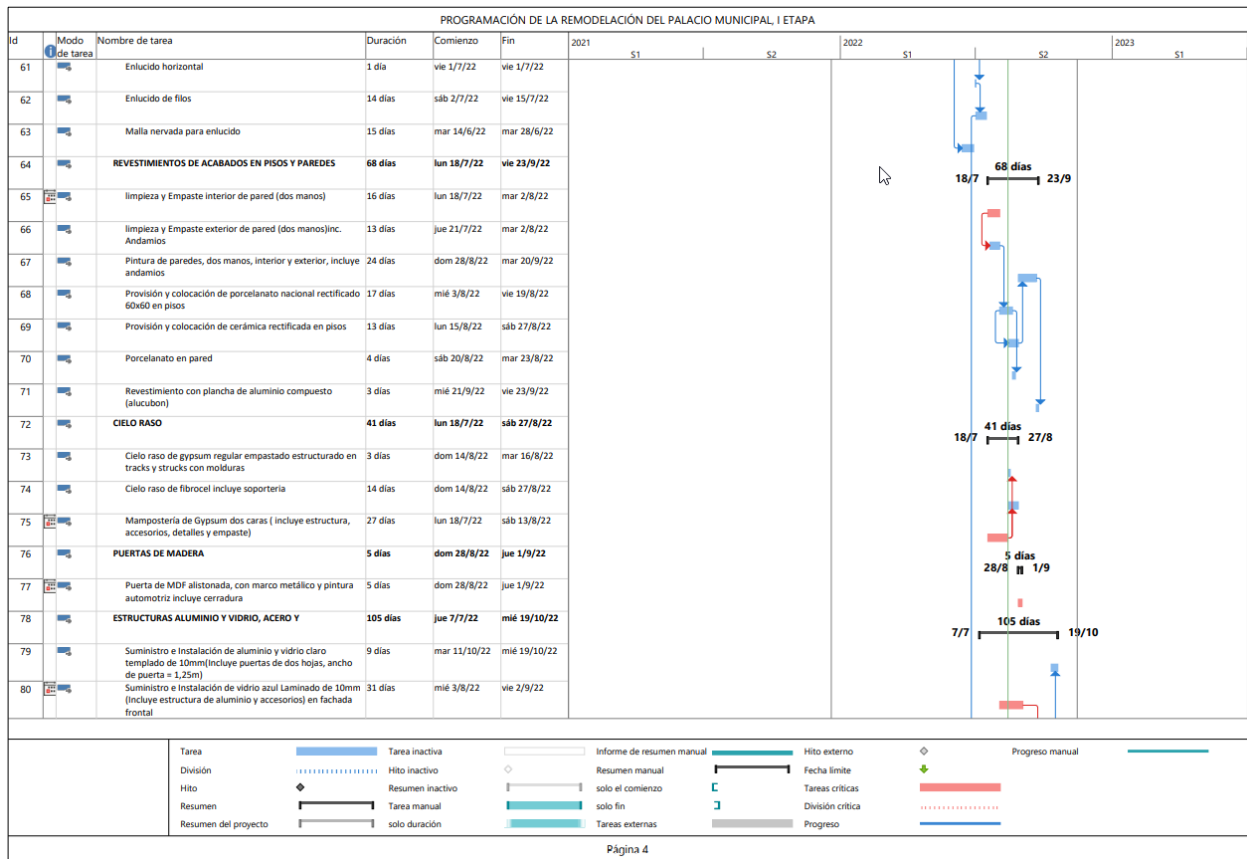 PROGRAMACIÓN DE LA REMODELACIÓN DEL PALACIO MUNICIPAL, I ETAPA
Id Modo de tarea Nombre de tarea Duración Comienzo Fin 2021 S1 S2 2022 S1 S2 2023 S1
61 Enlucido horizontal 1 día vie 1/7/22 vie 1/7/22
62 Enlucido de filos 14 días sáb 2/7/22 vie 15/7/22
63 Malla nervada para enlucido 15 días mar 14/6/22 mar 28/6/22
64 REVESTIMIENTOS DE ACABADOS EN PISOS Y PAREDES 68 días lun 18/7/22 vie 23/9/22
68 días
18/7 23/9
65 limpieza y Empaste interior de pared (dos manos) 16 días lun 18/7/22 mar 2/8/22
66 limpieza y Empaste exterior de pared (dos manos)inc. 13 días jue 21/7/22 mar 2/8/22
Andamios
67 Pintura de paredes, dos manos, interior y exterior, incluye 24 días dom 28/8/22 mar 20/9/22
andamios
68 Provisión y colocación de porcelanato nacional rectificado 17 días mié 3/8/22 vie 19/8/22
60x60 en pisos
69 Provisión y colocación de cerámica rectificada en pisos 13 días lun 15/8/22 sáb 27/8/22
70 Porcelanato en pared 4 días sáb 20/8/22 mar 23/8/22
71 Revestimiento con plancha de aluminio compuesto 3 días mié 21/9/22 vie 23/9/22
(alucubon)
72 CIELO RASO 41 días lun 18/7/22 sáb 27/8/22
41 días
18/7 27/8
73 Cielo raso de gypsum regular empastado estructurado en 3 días dom 14/8/22 mar 16/8/22
tracks y strucks con molduras
74 Cielo raso de fibrocel incluye soporteria 14 días dom 14/8/22 sáb 27/8/22
75 Mampostería de Gypsum dos caras ( incluye estructura, 27 días lun 18/7/22 sáb 13/8/22
accesorios, detalles y empaste)
76 PUERTAS DE MADERA 5 días dom 28/8/22 jue 1/9/22
5 días
28/8 1/9
77 Puerta de MDF alistonada, con marco metálico y pintura 5 días dom 28/8/22 jue 1/9/22
automotriz incluye cerradura
78 ESTRUCTURAS ALUMINIO Y VIDRIO, ACERO Y 105 días jue 7/7/22 mié 19/10/22
105 días
7/7 19/10
79 Suministro e Instalación de aluminio y vidrio claro 9 días mar 11/10/22 mié 19/10/22
templado de 10mm(Incluye puertas de dos hojas, ancho
de puerta = 1,25m)
80 Suministro e Instalación de vidrio azul Laminado de 10mm 31 días mié 3/8/22 vie 2/9/22
(Incluye estructura de aluminio y accesorios) en fachada
frontal
Tarea Tarea inactiva Informe de resumen manual Hito externo Progreso manual
División Hito inactivo Resumen manual Fecha límite
Hito Resumen inactivo solo el comienzo Tareas críticas
Resumen Tarea manual solo fin División crítica
Resumen del proyecto solo duración Tareas externas Progreso
Página 4